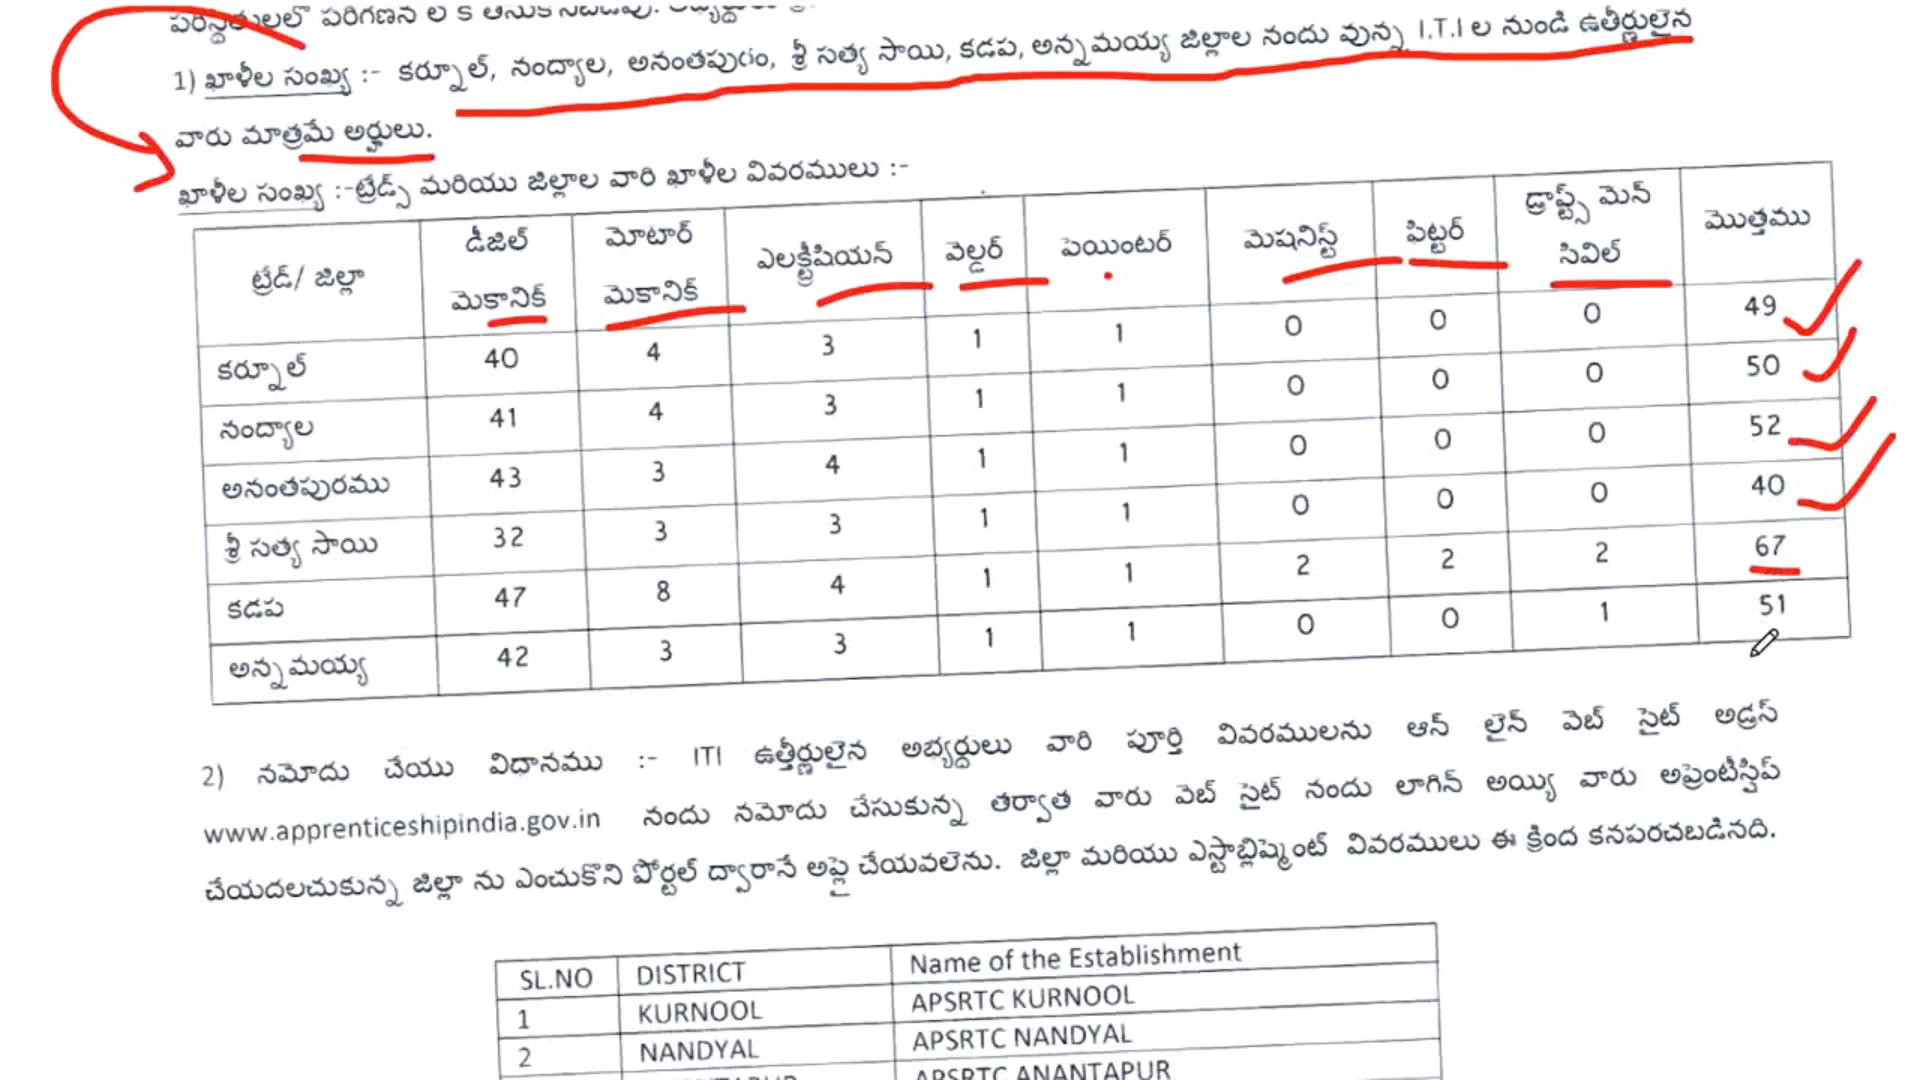 పరిస్థితులలో పరిగణన
1) ఖాళీల సంఖ్య :- కర్నూల్, నంద్యాల, అనంతపురం, శ్రీ సత్య సాయి, కడప, అన్నమయ్య జిల్లాల నందు వున్న I.T.I ల నుండి ఉత్తీర్ణులైన
వారు మాత్రమే అర్హులు.
ఖాళీల సంఖ్య :-ట్రేడ్స్ మరియు జిల్లాల వారి ఖాళీల వివరములు :-
ట్రేడ్/ జిల్లా డీజిల్ మెకానిక్ మోటార్ మెకానిక్ ఎలక్ట్రీషియన్ వెల్డర్ పెయింటర్ మెషనిస్ట్ ఫిట్టర్ డ్రాఫ్ట్స్ మెన్ సివిల్ మొత్తము
కర్నూల్ 40 4 3 1 1 0 0 0 49
నంద్యాల 41 4 3 1 1 0 0 0 50
అనంతపురము 43 3 4 1 1 0 0 0 52
శ్రీ సత్య సాయి 32 3 3 1 1 0 0 0 40
కడప 47 8 4 1 1 2 2 2 67
అన్నమయ్య 42 3 3 1 1 0 0 1 51
2) నమోదు చేయు విధానము :- ITI ఉత్తీర్ణులైన అభ్యర్థులు వారి పూర్తి వివరములను ఆన్ లైన్ వెబ్ సైట్ అడ్రస్
www.apprenticeshipindia.gov.in నందు నమోదు చేసుకున్న తర్వాత వారు వెబ్ సైట్ నందు లాగిన్ అయ్యి వారు అప్రెంటీస్షిప్
చేయదలచుకున్న జిల్లా ను ఎంచుకొని పోర్టల్ ద్వారానే అప్లై చేయవలెను. జిల్లా మరియు ఎస్టాబ్లిష్మెంట్ వివరములు ఈ క్రింద కనపరచబడినది.
SL.NO DISTRICT Name of the Establishment
1 KURNOOL APSRTC KURNOOL
2 NANDYAL APSRTC NANDYAL
APSRTC ANANTAPUR